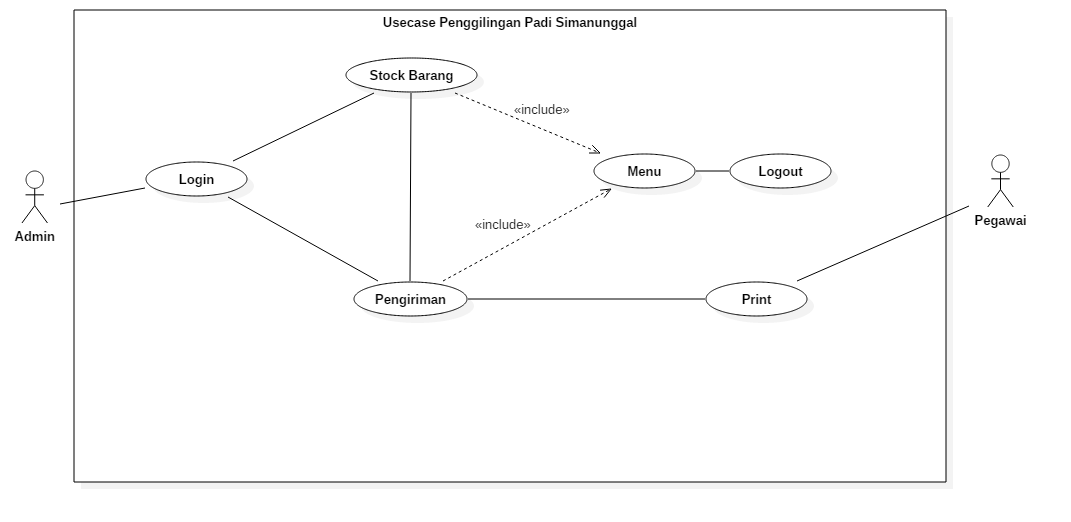 Usecase Penggilingan Padi Simanunggal
Stock Barang
«include»
Login
Menu
Logout
Admin
Pegawai
«include»
Pengiriman
Print